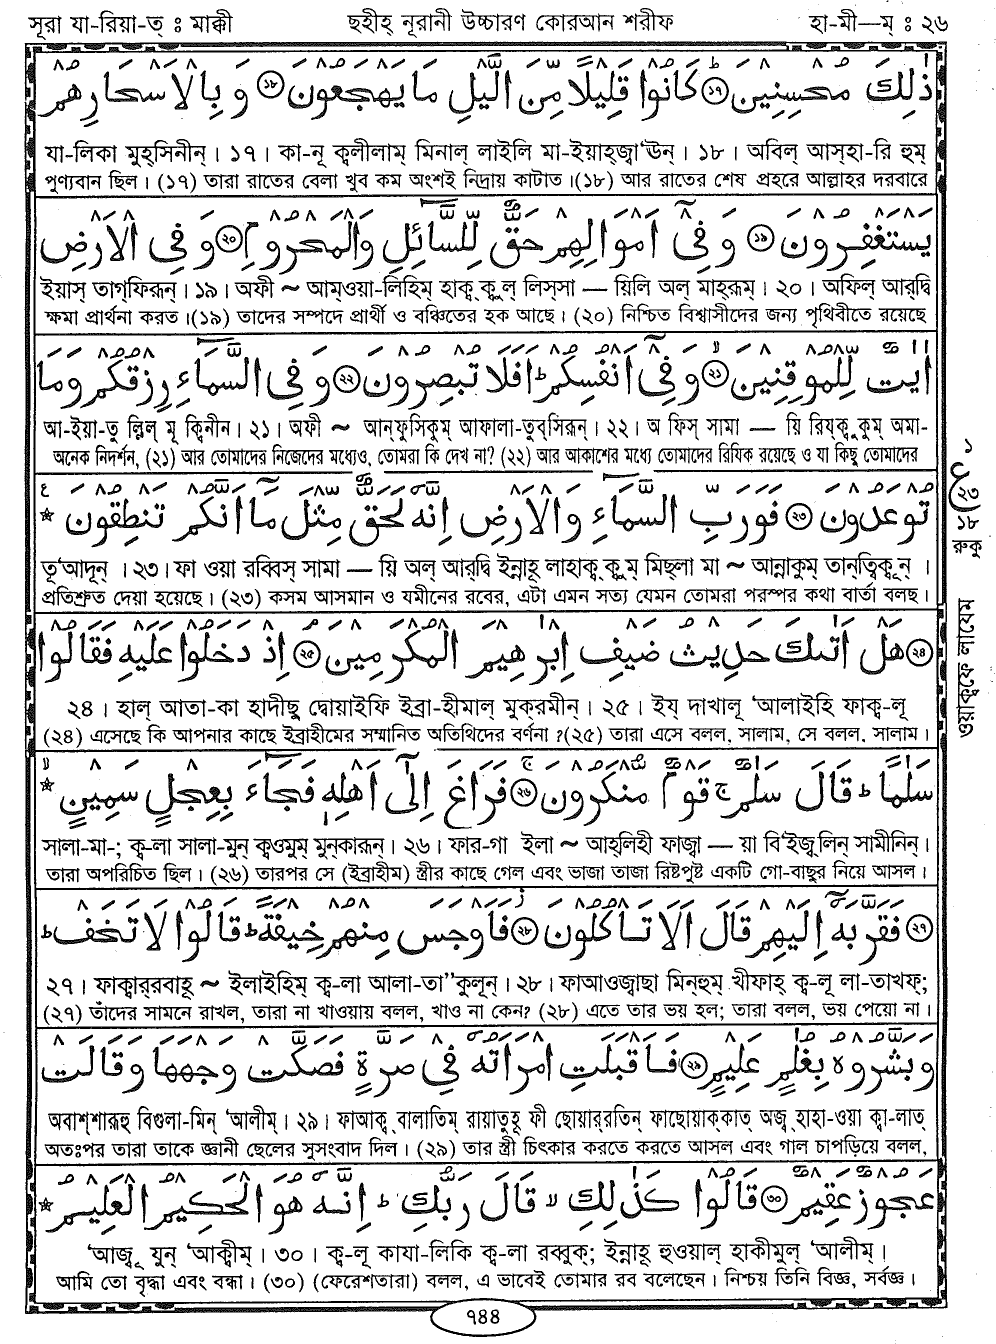 সূরা যা-রিয়া-ত্ : মাক্কী ছহীহ্ নূরানী উচ্চারণ কোরআন শরীফ হা-মী—ম্ : ২৬
ذٰلِكَ مُحْسِنِيْنَ ۝١٧ كَانُوْا قَلِيْلًا مِّنَ الَّيْلِ مَا يَهْجَعُوْنَ ۝١٨ وَبِالْاَسْحَارِهُمْ
যা-লিকা মুহ্সিনীন্। ১৭। কা-নূ ক্বলীলাম্ মিনাল্ লাইলি মা-ইয়াহ্জ্বা'ঊন্। ১৮। অবিল্ আস্হা-রি হুম্
পুণ্যবান ছিল। (১৭) তারা রাতের বেলা খুব কম অংশই নিদ্রায় কাটাত।(১৮) আর রাতের শেষ প্রহরে আল্লাহর দরবারে
يَسْتَغْفِرُوْنَ ۝١٩ وَفِيْٓ اَمْوَالِهِمْ حَقٌّ لِّلسَّآئِلِ وَالْمَحْرُوْمِ ۝٢٠ وَفِي الْاَرْضِ
ইয়াস্ তাগ্ফিরূন্। ১৯। অফী ~ আম্ওয়া-লিহিম্ হাক্ব্ ক্বুল্ লিস্সা — য়িলি অল্ মাহ্রূম্। ২০। অফিল্ আর্দ্বি
ক্ষমা প্রার্থনা করত।(১৯) তাদের সম্পদে প্রার্থী ও বঞ্চিতের হক আছে। (২০) নিশ্চিত বিশ্বাসীদের জন্য পৃথিবীতে রয়েছে
اٰيٰتٌ لِّلْمُوْقِنِيْنَ ۝٢١ وَفِيْٓ اَنْفُسِكُمْ ؕ اَفَلَا تُبْصِرُوْنَ ۝٢٢ وَفِي السَّمَآءِ رِزْقُكُمْ وَمَا
আ-ইয়া-তু ল্লিল্ মূ ক্বিনীন। ২১। অফী ~ আন্ফুসিকুম্ আফালা-তুব্সিরূন্। ২২। অ ফিস্ সামা — য়ি রিয্ক্বু কুম্ অমা-
অনেক নিদর্শন, (২১) আর তোমাদের নিজেদের মধ্যেও, তোমরা কি দেখ না? (২২) আর আকাশের মধ্যে তোমাদের রিযিক রয়েছে ও যা কিছু তোমাদের
تُوْعَدُوْنَ ۝٢٣ فَوَرَبِّ السَّمَآءِ وَالْاَرْضِ اِنَّهٗ لَحَقٌّ مِّثْلَ مَآ اَنَّكُمْ تَنْطِقُوْنَ ع
তূ'আদূন্ । ২৩। ফা ওয়া রব্বিস্ সামা — য়ি অল্ আর্দ্বি ইন্নাহূ লাহাক্ব্ ক্বুম্ মিছ্লা মা ~ আন্নাকুম্ তান্ত্বিক্বূন্ ।
প্রতিশ্রুত দেয়া হয়েছে। (২৩) কসম আসমান ও যমীনের রবের, এটা এমন সত্য যেমন তোমরা পরস্পর কথা বার্তা বলছ।
১
ع
২৩
১৮
রুকু
ওয়াক্বফে লাযেম
۝٢٤ هَلْ اَتٰىكَ حَدِيْثُ ضَيْفِ اِبْرٰهِيْمَ الْمُكْرَمِيْنَ ۝٢٥ اِذْ دَخَلُوْا عَلَيْهِ فَقَالُوْا
২৪। হাল্ আতা-কা হাদীছু দ্বোয়াইফি ইব্রা-হীমাল্ মুক্রমীন্। ২৫। ইয্ দাখালূ 'আলাইহি ফাক্ব-লূ
(২৪) এসেছে কি আপনার কাছে ইব্রাহীমের সম্মানিত অতিথিদের বর্ণনা ?(২৫) তারা এসে বলল, সালাম, সে বলল, সালাম।
سَلٰمًا ؕ قَالَ سَلٰمٌ ۚ قَوْمٌ مُّنْكَرُوْنَ ۝٢٦ فَرَاغَ اِلٰٓى اَهْلِهٖ فَجَآءَ بِعِجْلٍ سَمِيْنٍ
সালা-মা-; ক্ব-লা সালা-মুন্ ক্বওমুম্ মুন্কারূন্। ২৬। ফার-গা ইলা ~ আহ্লিহী ফাজ্বা — য়া বি'ইজ্বলিন্ সামীনিন্।
তারা অপরিচিত ছিল। (২৬) তারপর সে (ইব্রাহীম) স্ত্রীর কাছে গেল এবং ভাজা তাজা রিষ্টপুষ্ট একটি গো-বাছুর নিয়ে আসল।
۝٢٧ فَقَرَّبَهٗٓ اِلَيْهِمْ قَالَ اَلَا تَاْكُلُوْنَ ۝٢٨ فَاَوْجَسَ مِنْهُمْ خِيْفَةً ؕ قَالُوْا لَا تَخَفْ ؕ
২৭। ফাক্বার্রবাহূ ~ ইলাইহিম্ ক্ব-লা আলা-তা"কুলূন্। ২৮। ফাআওজ্বাছা মিন্হুম্ খীফাহ্ ক্ব-লূ লা-তাখফ্;
(২৭) তাঁদের সামনে রাখল, তারা না খাওয়ায় বলল, খাও না কেন? (২৮) এতে তার ভয় হল; তারা বলল, ভয় পেয়ো না।
وَبَشَّرُوْهُ بِغُلٰمٍ عَلِيْمٍ ۝٢٩ فَاَقْبَلَتِ امْرَاَتُهٗ فِيْ صَرَّةٍ فَصَكَّتْ وَجْهَهَا وَقَالَتْ
অবাশ্শারূহু বিগুলা-মিন্ 'আলীম্। ২৯। ফাআক্ব্ বালাতিম্ রায়াতুহূ ফী ছোয়ার্রতিন্ ফাছোয়াক্কাত্ অজ্ব্ হাহা-ওয়া ক্বা-লাত্
অতঃপর তারা তাকে জ্ঞানী ছেলের সুসংবাদ দিল। (২৯) তার স্ত্রী চিৎকার করতে করতে আসল এবং গাল চাপড়িয়ে বলল,
عَجُوْزٌ عَقِيْمٌ ۝٣٠ قَالُوْا كَذٰلِكِ ۙ قَالَ رَبُّكِ ؕ اِنَّهٗ هُوَ الْحَكِيْمُ الْعَلِيْمُ
'আজ্বূ যুন্ 'আক্বীম্। ৩০। ক্ব-লূ কাযা-লিকি ক্ব-লা রব্বুক্; ইন্নাহূ হুওয়াল্ হাকীমুল্ 'আলীম্।
আমি তো বৃদ্ধা এবং বন্ধা। (৩০) (ফেরেশতারা) বলল, এ ভাবেই তোমার রব বলেছেন। নিশ্চয় তিনি বিজ্ঞ, সর্বজ্ঞ।
৭৪৪